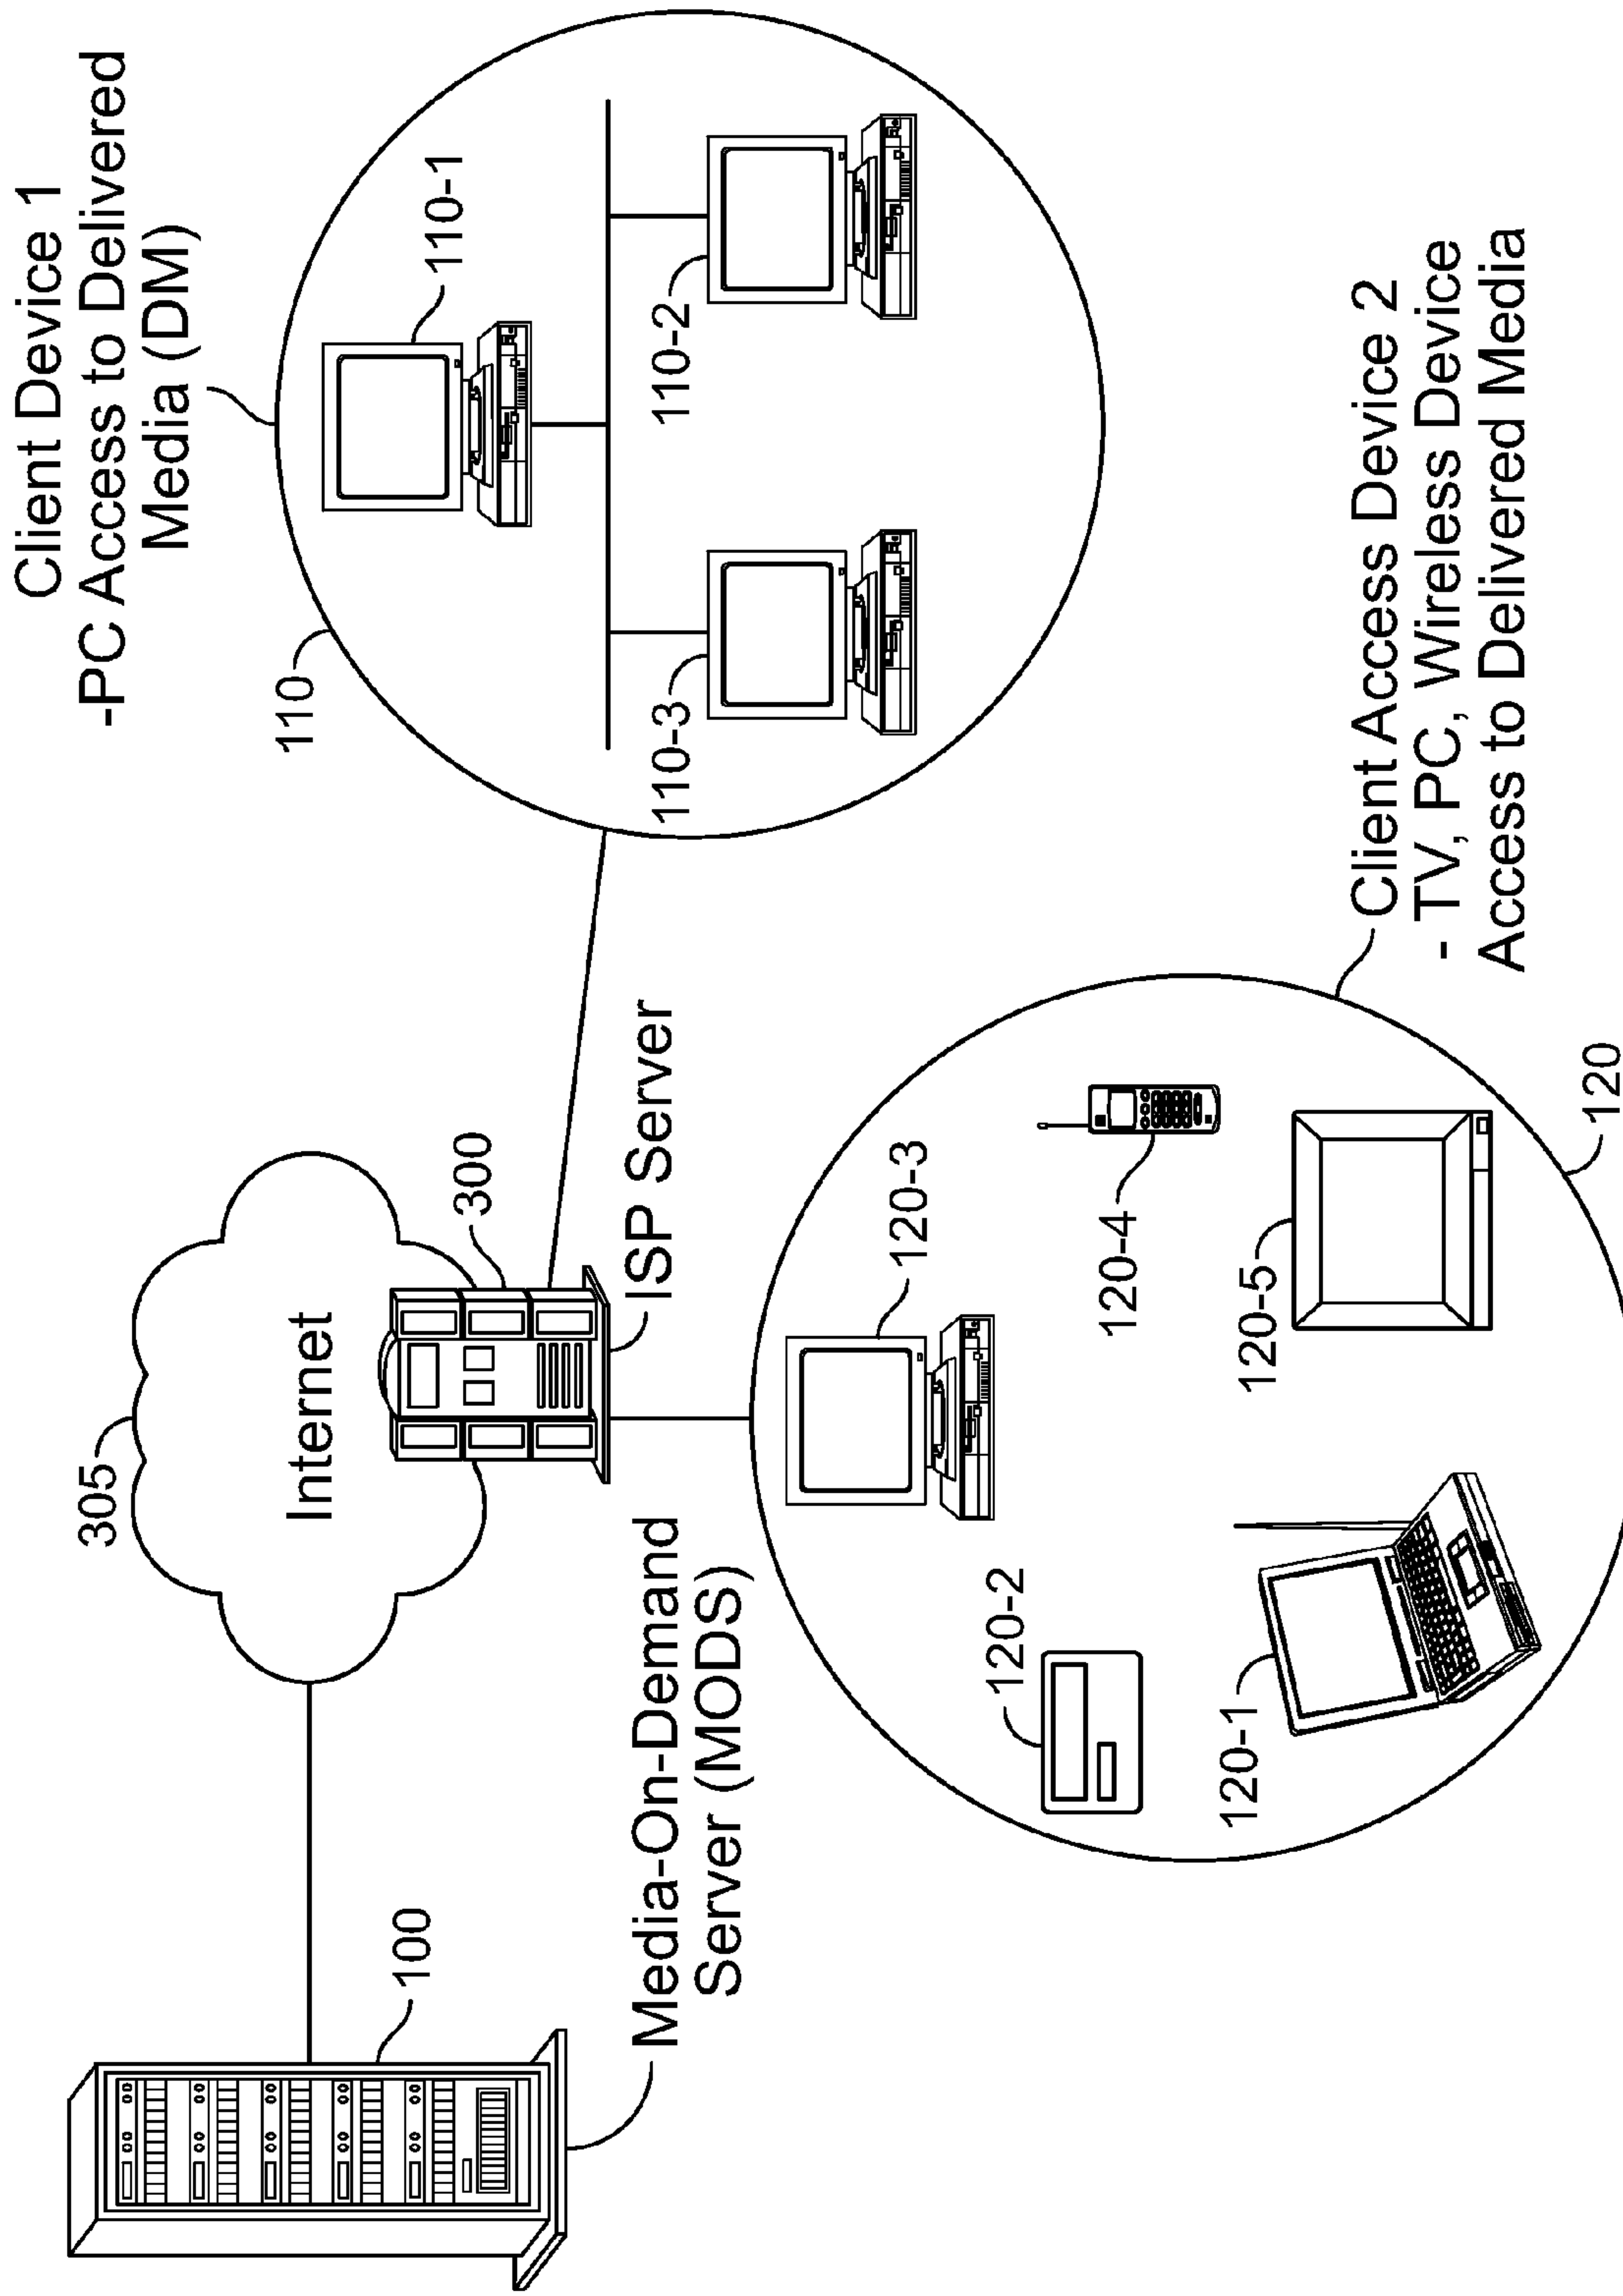 305
Internet
100
300
ISP Server
Media-On-Demand
Server (MODS)
Client Device 1
-PC Access to Delivered
Media (DM)
110
110-1
110-2
110-3
120-1
120-2
120-3
120-4
120-5
120
Client Access Device 2
- TV, PC, Wireless Device
Access to Delivered Media